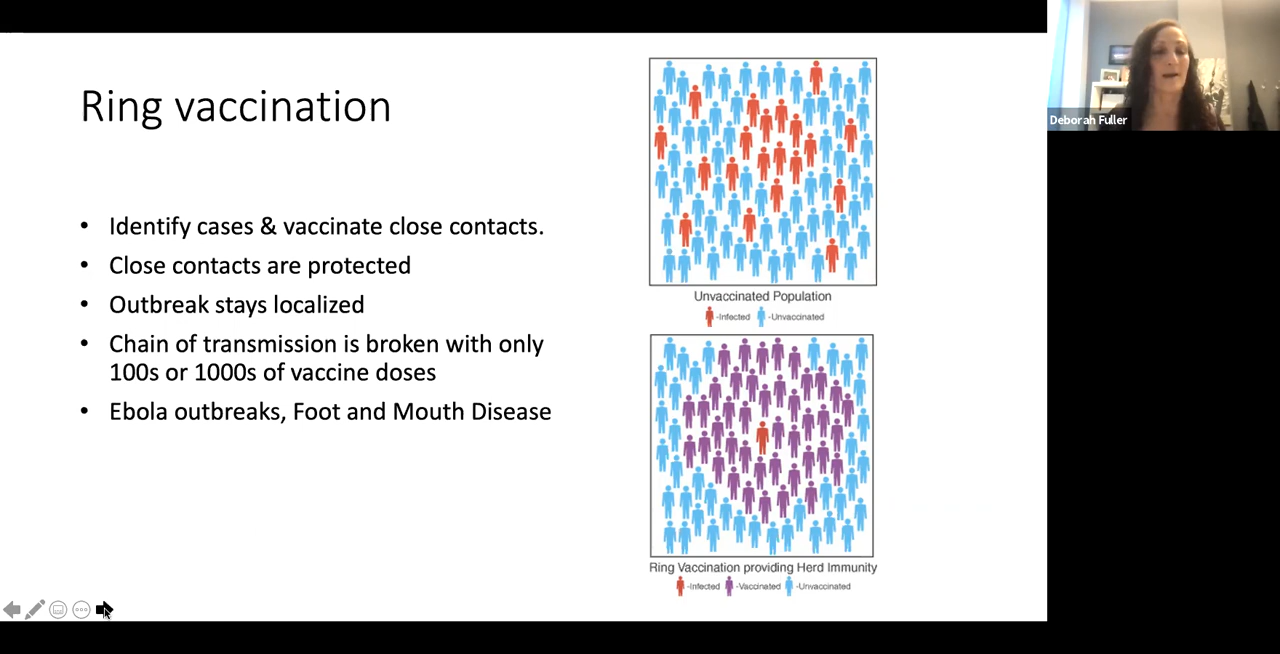 Ring vaccination
• Identify cases & vaccinate close contacts.
• Close contacts are protected
• Outbreak stays localized
• Chain of transmission is broken with only
100s or 1000s of vaccine doses
• Ebola outbreaks, Foot and Mouth Disease
Unvaccinated Population
-Infected -Unvaccinated
Ring Vaccination providing Herd Immunity
-Infected -Vaccinated -Unvaccinated
Deborah Fuller